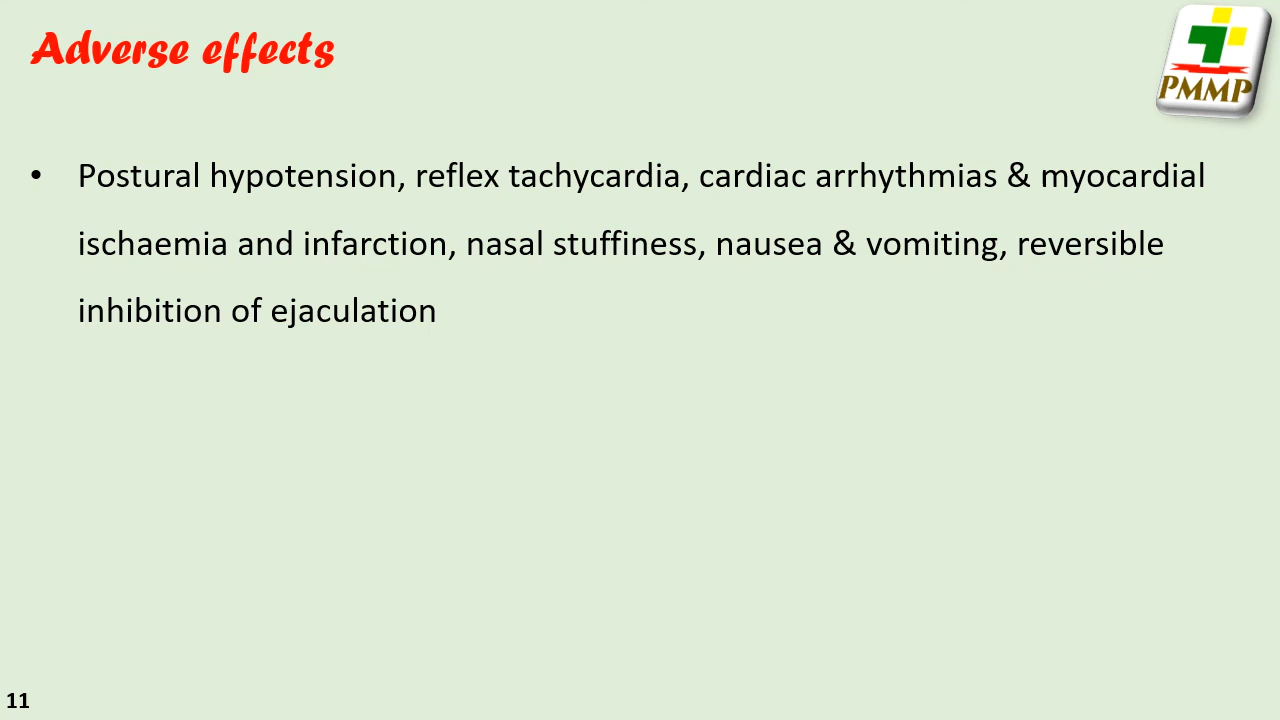 Adverse effects
PMMP
• Postural hypotension, reflex tachycardia, cardiac arrhythmias & myocardial
ischaemia and infarction, nasal stuffiness, nausea & vomiting, reversible
inhibition of ejaculation
11